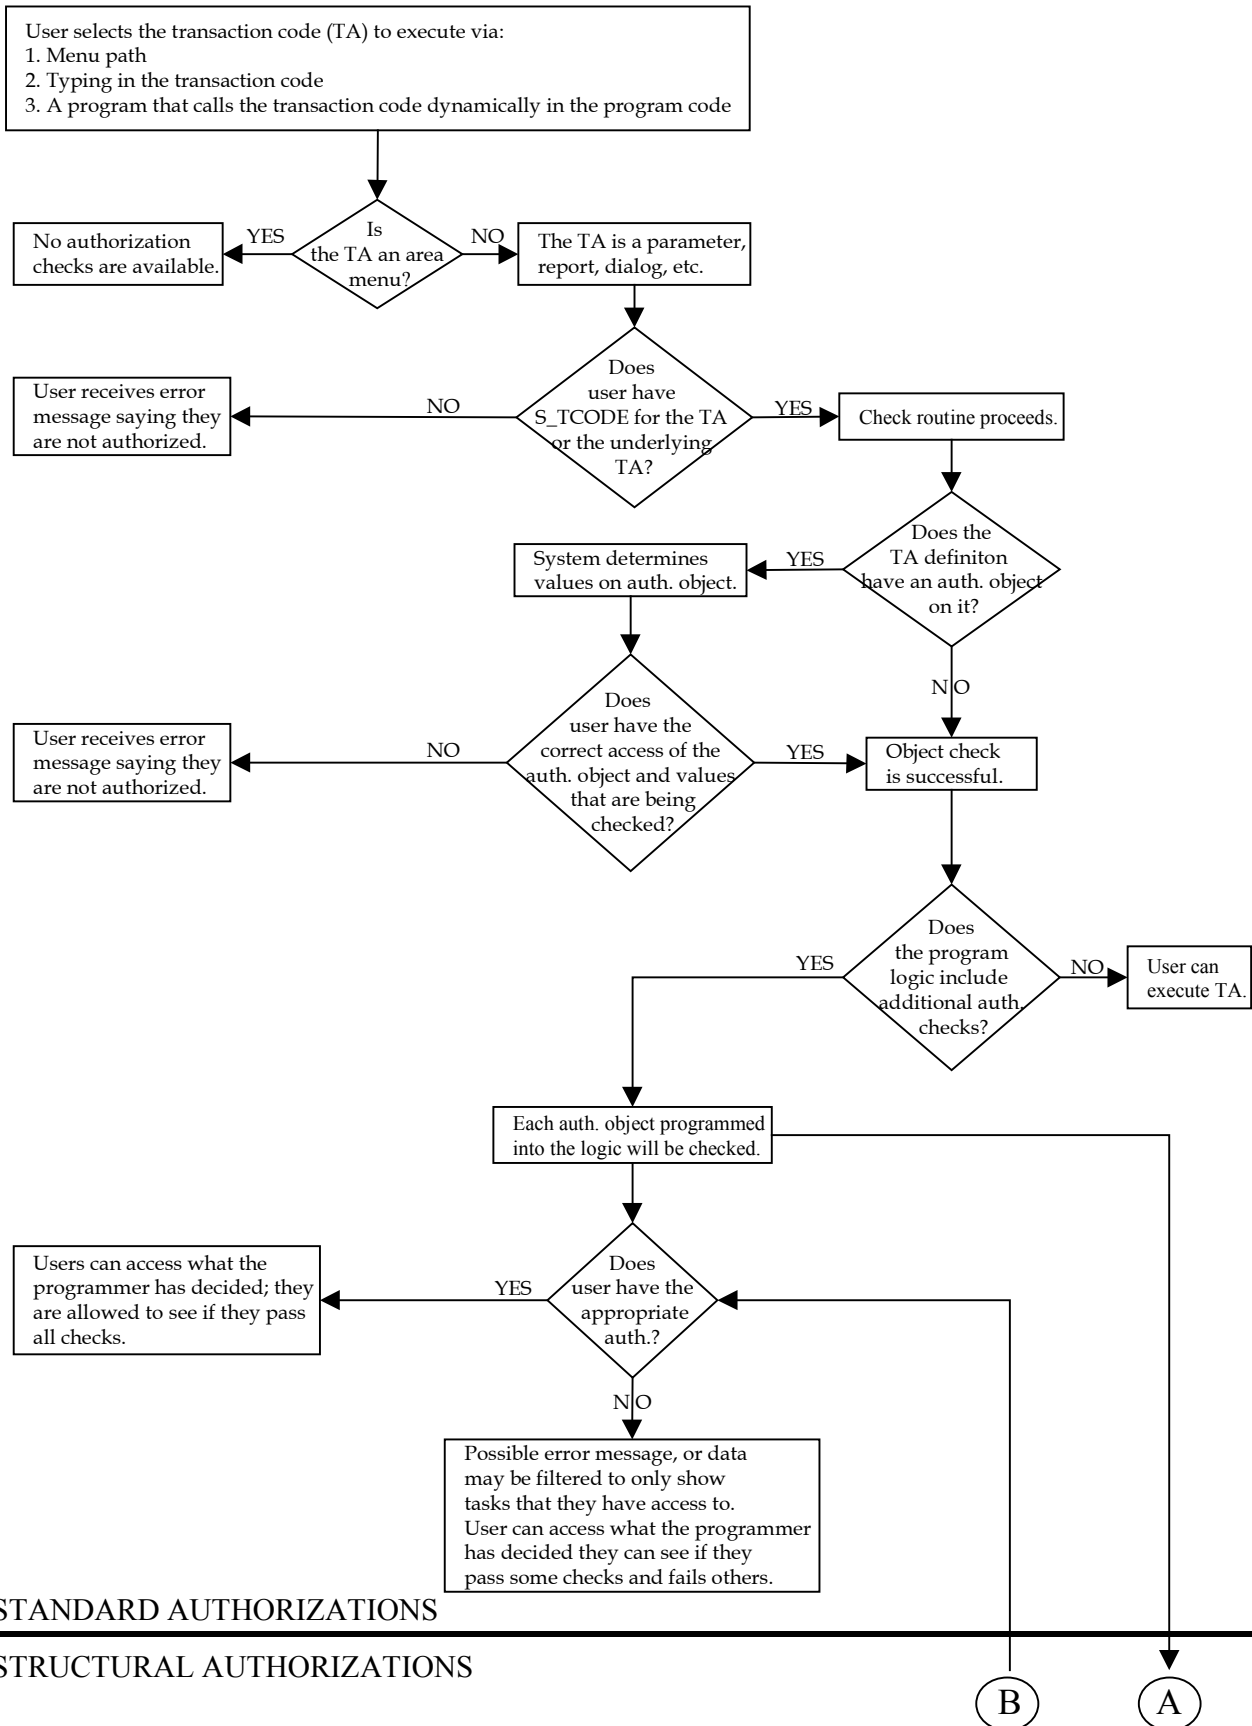 User selects the transaction code (TA) to execute via:
1. Menu path
2. Typing in the transaction code
3. A program that calls the transaction code dynamically in the program code
Is
the TA an area
menu?
YES
NO
No authorization
checks are available.
The TA is a parameter,
report, dialog, etc.
Does
user have
S_TCODE for the TA
or the underlying
TA?
NO
YES
User receives error
message saying they
are not authorized.
Check routine proceeds.
Does the
TA definiton
have an auth. object
on it?
YES
NO
System determines
values on auth. object.
Does
user have the
correct access of the
auth. object and values
that are being
checked?
NO
YES
User receives error
message saying they
are not authorized.
Object check
is successful.
Does
the program
logic include
additional auth.
checks?
YES
NO
User can
execute TA.
Each auth. object programmed
into the logic will be checked.
Does
user have the
appropriate
auth.?
YES
NO
Users can access what the
programmer has decided; they
are allowed to see if they pass
all checks.
Possible error message, or data
may be filtered to only show
tasks that they have access to.
User can access what the programmer
has decided they can see if they
pass some checks and fails others.
STANDARD AUTHORIZATIONS
STRUCTURAL AUTHORIZATIONS
B
A